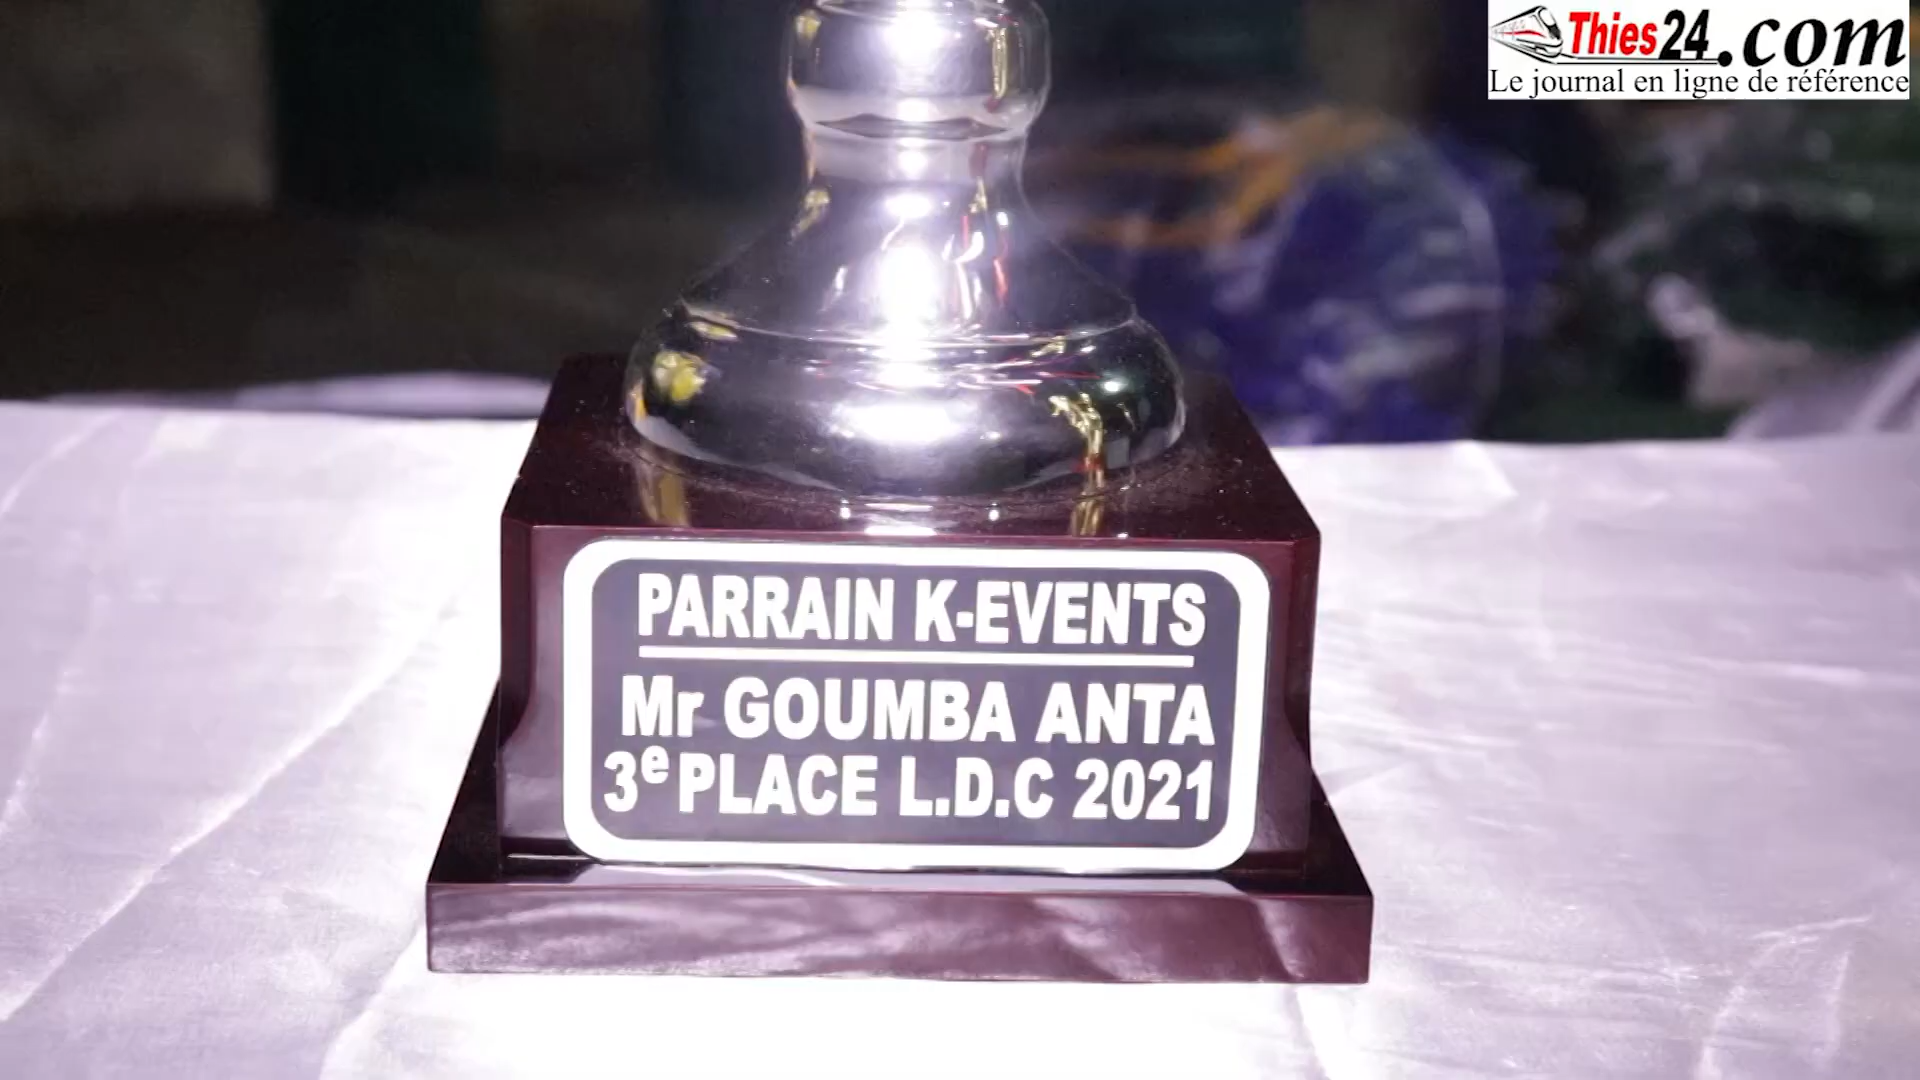 Thies24.com
Le journal en ligne de référence
PARRAIN K-EVENTS
Mr GOUMBA ANTA
3e PLACE L.D.C 2021